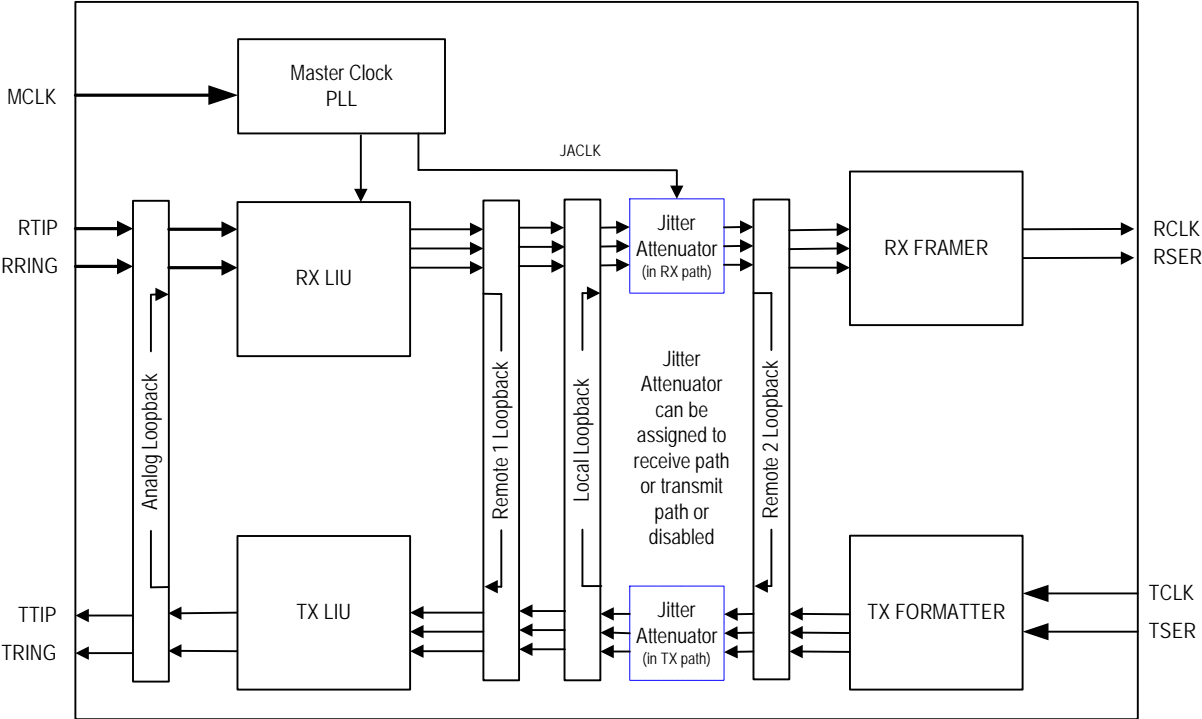 MCLK
Master Clock
PLL
JACLK
RTIP
RRING
RX LIU
Jitter
Attenuator
(in RX path)
RX FRAMER
RCLK
RSER
Analog Loopback
Remote 1 Loopback
Local Loopback
Jitter
Attenuator
can be
assigned to
receive path
or transmit
path or
disabled
Remote 2 Loopback
TTIP
TRING
TX LIU
Jitter
Attenuator
(in TX path)
TX FORMATTER
TCLK
TSER